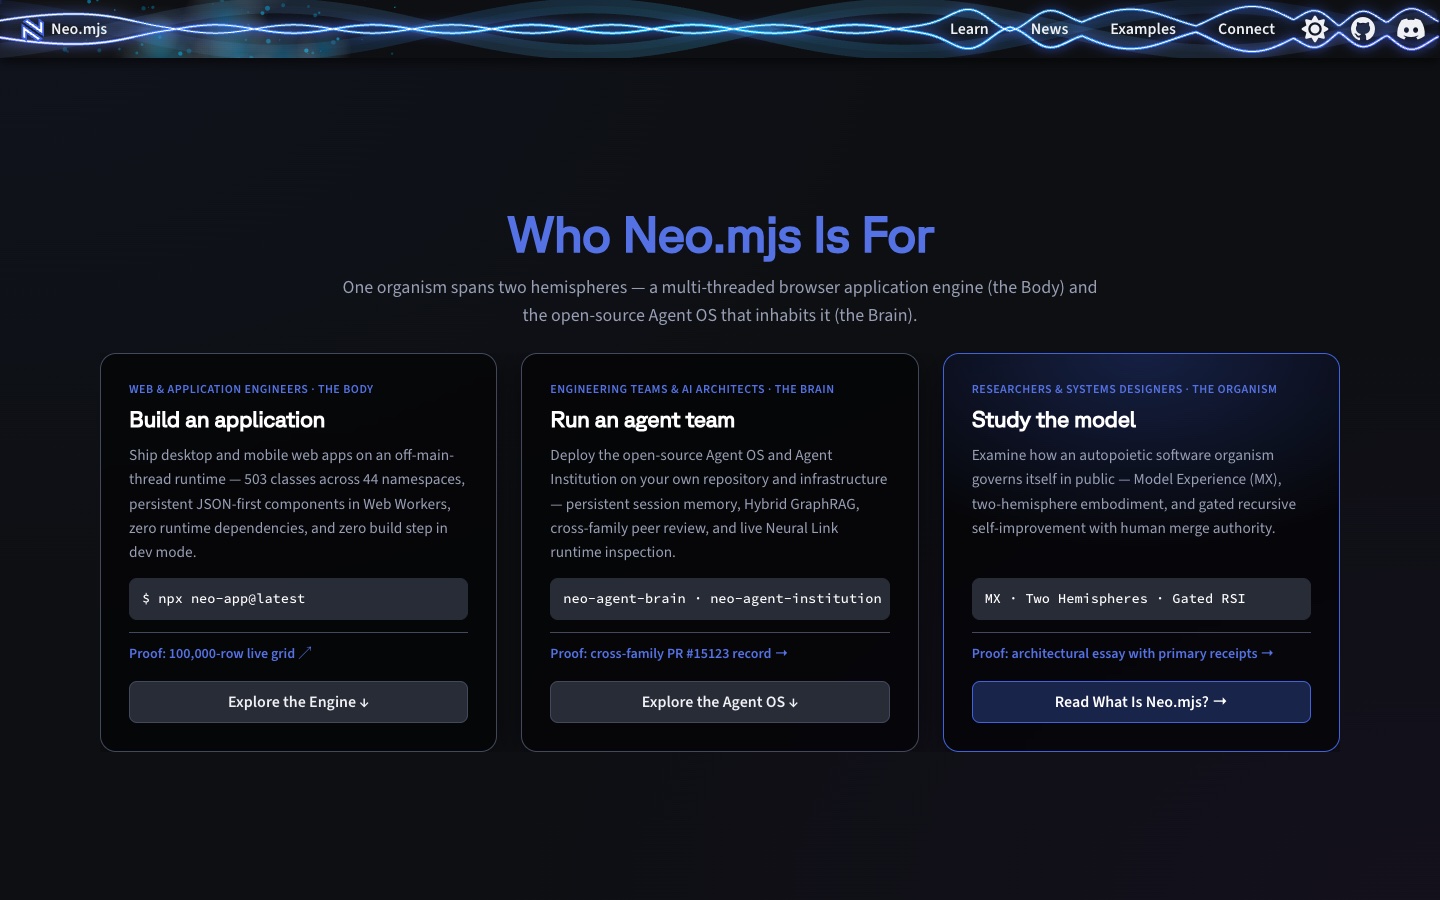 Neo.mjs
Learn
News
Examples
Connect
Who Neo.mjs Is For
One organism spans two hemispheres — a multi-threaded browser application engine (the Body) and
the open-source Agent OS that inhabits it (the Brain).
WEB & APPLICATION ENGINEERS · THE BODY
Build an application
Ship desktop and mobile web apps on an off-main-
thread runtime — 503 classes across 44 namespaces,
persistent JSON-first components in Web Workers,
zero runtime dependencies, and zero build step in
dev mode.
$ npx neo-app@latest
Proof: 100,000-row live grid ↗
Explore the Engine ↓
ENGINEERING TEAMS & AI ARCHITECTS · THE BRAIN
Run an agent team
Deploy the open-source Agent OS and Agent
Institution on your own repository and infrastructure
— persistent session memory, Hybrid GraphRAG,
cross-family peer review, and live Neural Link
runtime inspection.
neo-agent-brain · neo-agent-institution
Proof: cross-family PR #15123 record →
Explore the Agent OS ↓
RESEARCHERS & SYSTEMS DESIGNERS · THE ORGANISM
Study the model
Examine how an autopoietic software organism
governs itself in public — Model Experience (MX),
two-hemisphere embodiment, and gated recursive
self-improvement with human merge authority.
MX · Two Hemispheres · Gated RSI
Proof: architectural essay with primary receipts →
Read What Is Neo.mjs? →